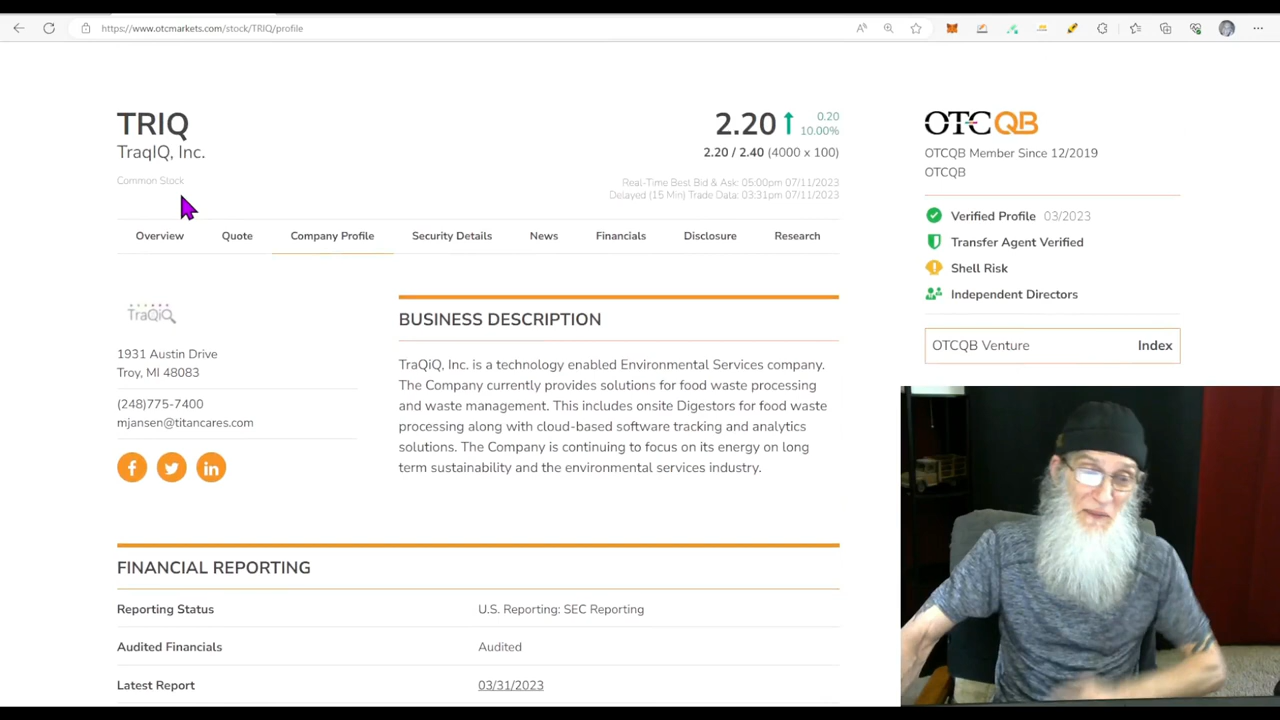 https://www.otcmarkets.com/stock/TRIQ/profile
TRIQ
TraqIQ, Inc.
Common Stock
2.20
0.20
10.00%
2.20 / 2.40 (4000 x 100)
Real-Time Best Bid & Ask: 05:00pm 07/11/2023
Delayed (15 Min) Trade Data: 03:31pm 07/11/2023
Overview Quote Company Profile Security Details News Financials Disclosure Research
OTCQB
OTCQB Member Since 12/2019
OTCQB
Verified Profile 03/2023
Transfer Agent Verified
Shell Risk
Independent Directors
OTCQB Venture Index
TraQiQ
1931 Austin Drive
Troy, MI 48083
(248)775-7400
mjansen@titancares.com
BUSINESS DESCRIPTION
TraQiQ, Inc. is a technology enabled Environmental Services company.
The Company currently provides solutions for food waste processing
and waste management. This includes onsite Digestors for food waste
processing along with cloud-based software tracking and analytics
solutions. The Company is continuing to focus on its energy on long
term sustainability and the environmental services industry.
FINANCIAL REPORTING
Reporting Status U.S. Reporting: SEC Reporting
Audited Financials Audited
Latest Report 03/31/2023